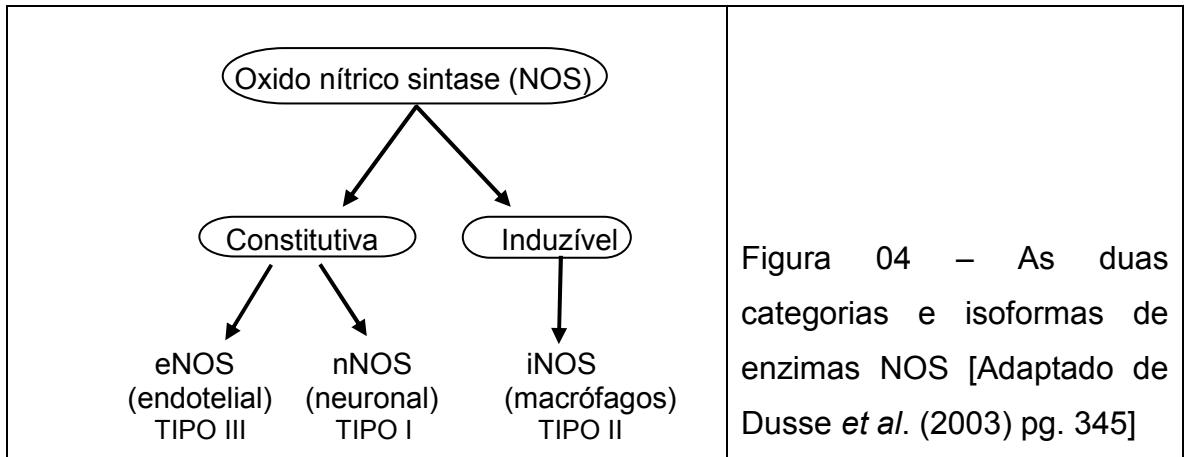 Oxido nítrico sintase (NOS)
Constitutiva Induzível
eNOS nNOS iNOS
(endotelial) (neuronal) (macrófagos)
TIPO III TIPO I TIPO II
Figura 04 – As duas
categorias e isoformas de
enzimas NOS [Adaptado de
Dusse et al. (2003) pg. 345]